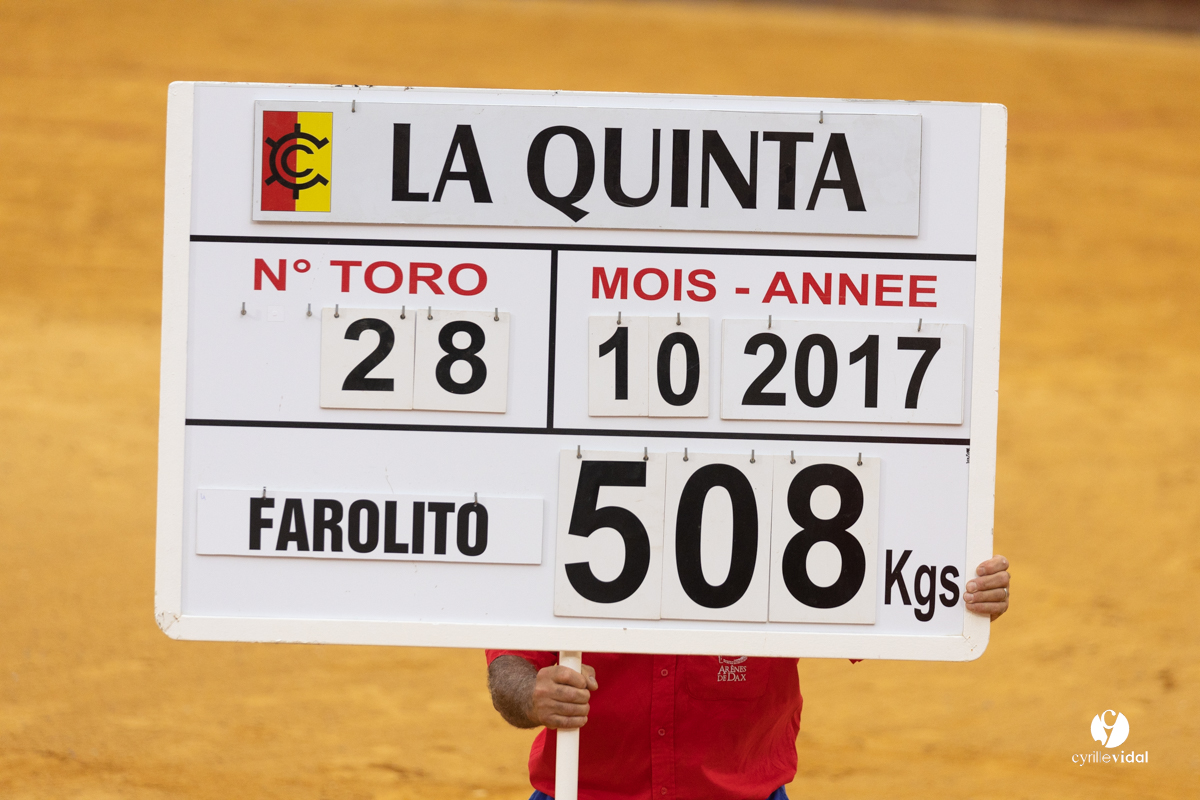 LA QUINTA
N° TORO
MOIS - ANNEE
28
10 2017
FAROLITO
508 Kgs
ARÈNES
DE DAX
cyrillevidal